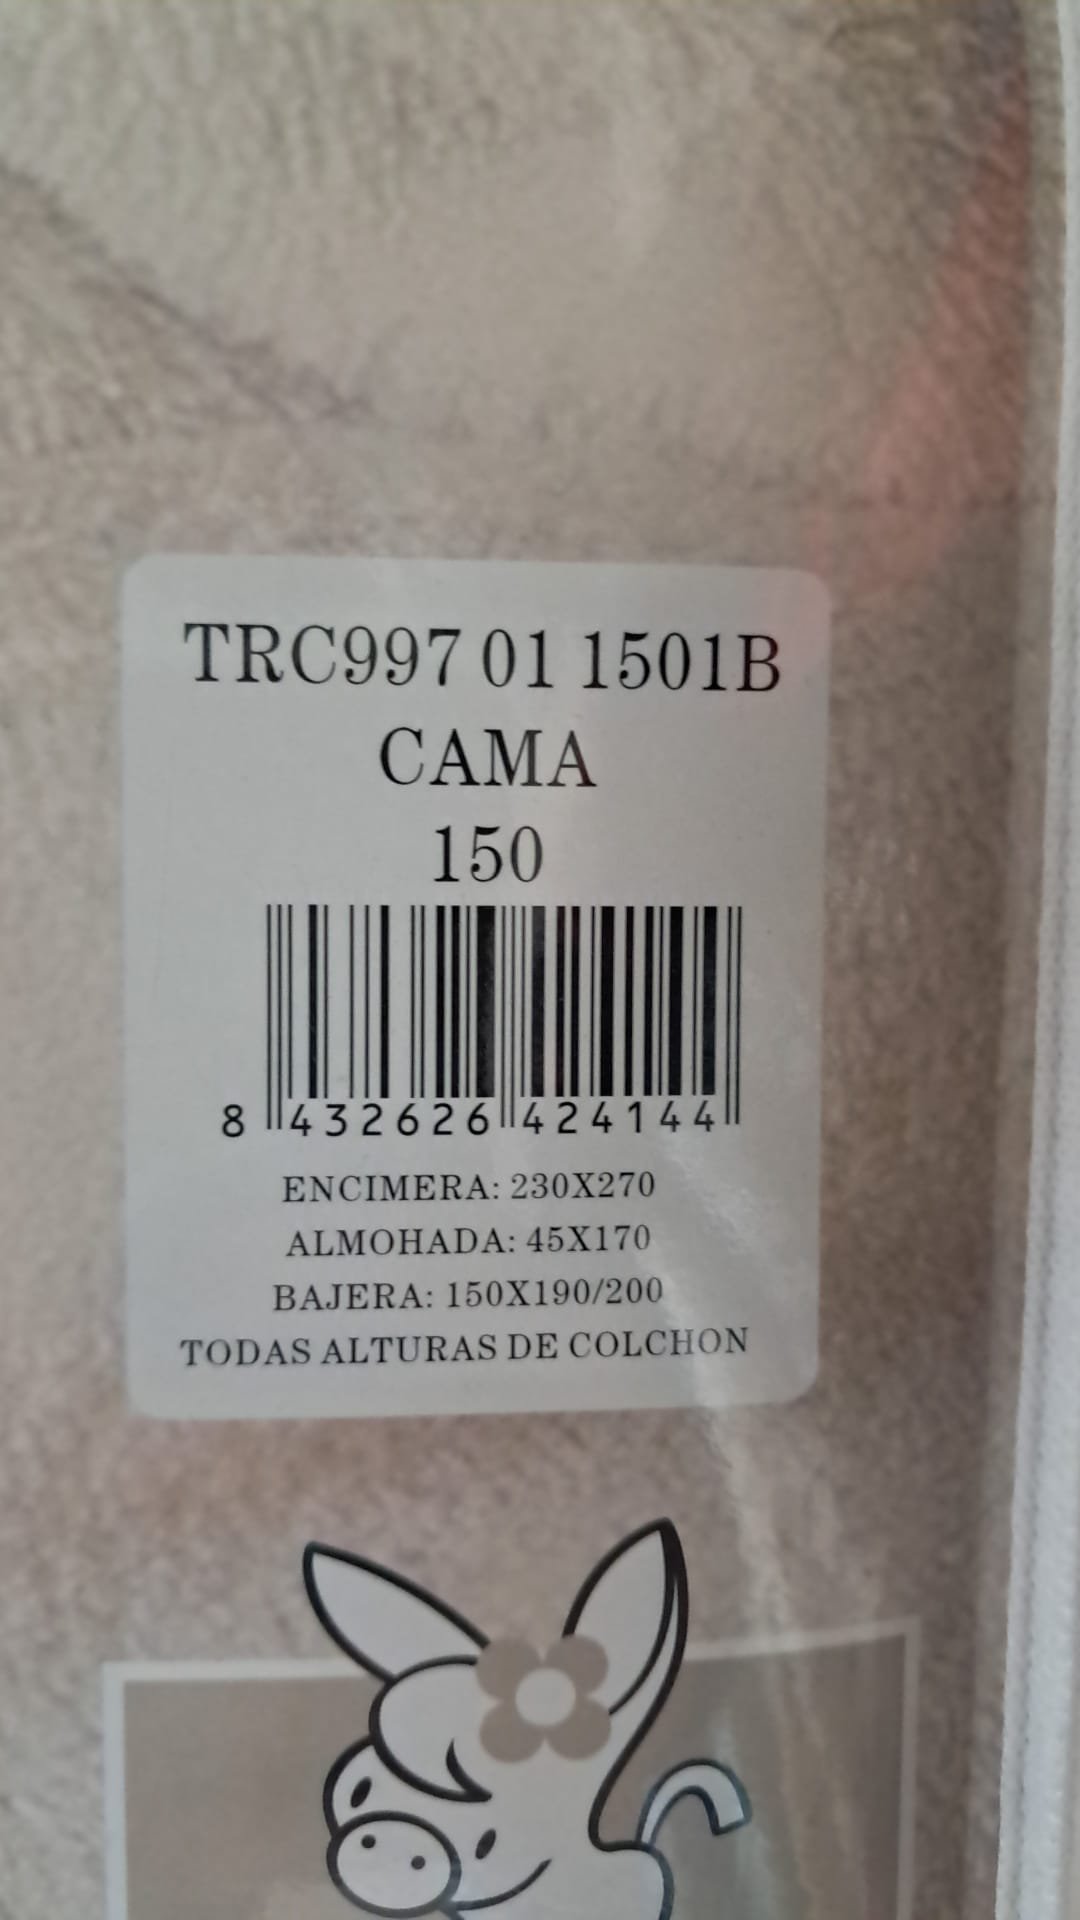 TRC997 01 1501B
CAMA
150
8 432626 424144
ENCIMERA: 230X270
ALMOHADA: 45X170
BAJERA: 150X190/200
TODAS ALTURAS DE COLCHON